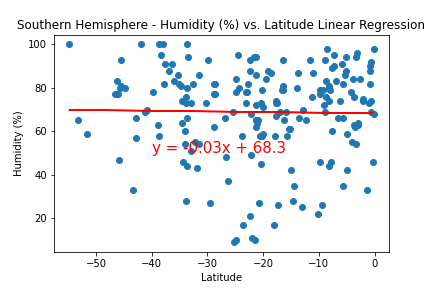 Southern Hemisphere - Humidity (%) vs. Latitude Linear Regression
100
80
60
40
20
Humidity (%)
y = -0.03x + 68.3
−50
−40
−30
−20
−10
0
Latitude